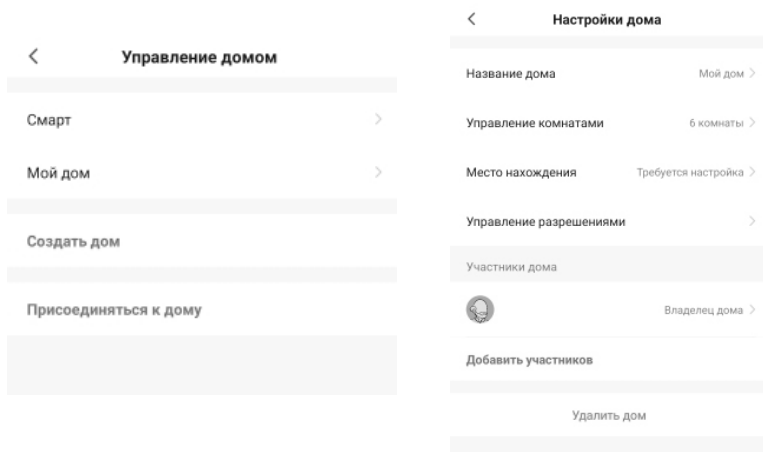 Управление домом
Смарт
Мой дом
Создать дом
Присоединяться к дому
Настройки дома
Название дома Мой дом
Управление комнатами 6 комнаты
Место нахождения Требуется настройка
Управление разрешениями
Участники дома
Владелец дома
Добавить участников
Удалить дом